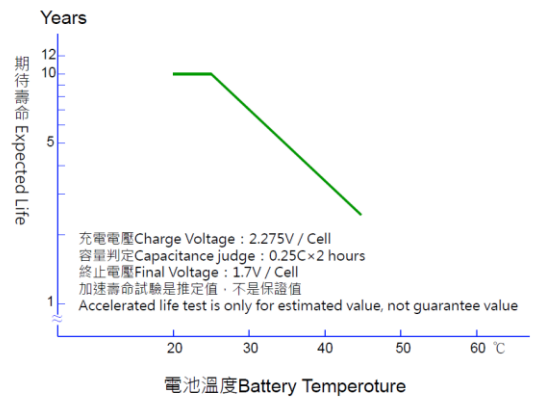 Years
12
10
5
1
期待壽命 Expected Life
充電電壓Charge Voltage：2.275V / Cell
容量判定Capacitance judge：0.25C×2 hours
終止電壓Final Voltage：1.7V / Cell
加速壽命試驗是推定值，不是保證值
Accelerated life test is only for estimated value, not guarantee value
20 30 40 50 60 ℃
電池溫度Battery Temperoture